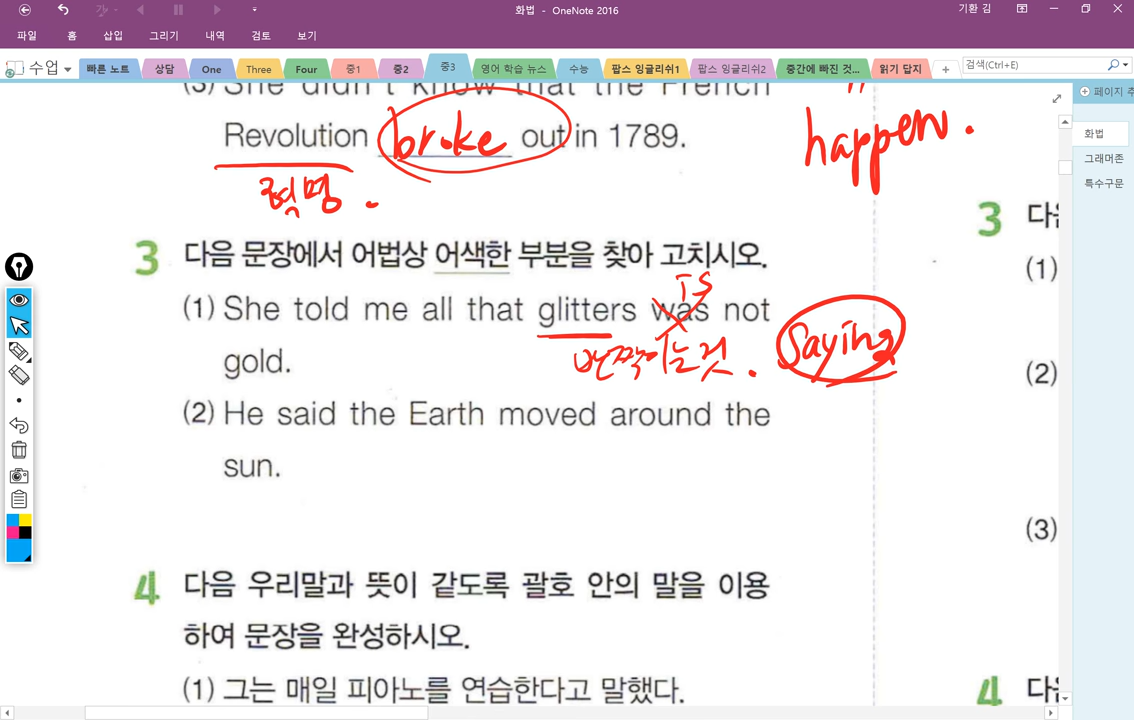 화법 - OneNote 2016
기환 김
파일 홈 삽입 그리기 내역 검토 보기
수업 빠른 노트 상담 One Three Four 중1 중2 중3 영어 학습 뉴스 수능 팝스 잉글리쉬1 팝스 잉글리쉬2 중간에 빠진 것... 읽기 답지 + 검색(Ctrl+E)
페이지 추
화법
그래머존
특수구문
(3) She didn't know that the French
Revolution broke out in 1789.
혁명.
happen.
3 다음 문장에서 어법상 어색한 부분을 찾아 고치시오.
is
(1) She told me all that glitters was not
gold.
반짝이는 것.
Saying
(2) He said the Earth moved around the
sun.
4 다음 우리말과 뜻이 같도록 괄호 안의 말을 이용
하여 문장을 완성하시오.
(1) 그는 매일 피아노를 연습한다고 말했다.
3 다음
(1)
(2)
(3)
4 다